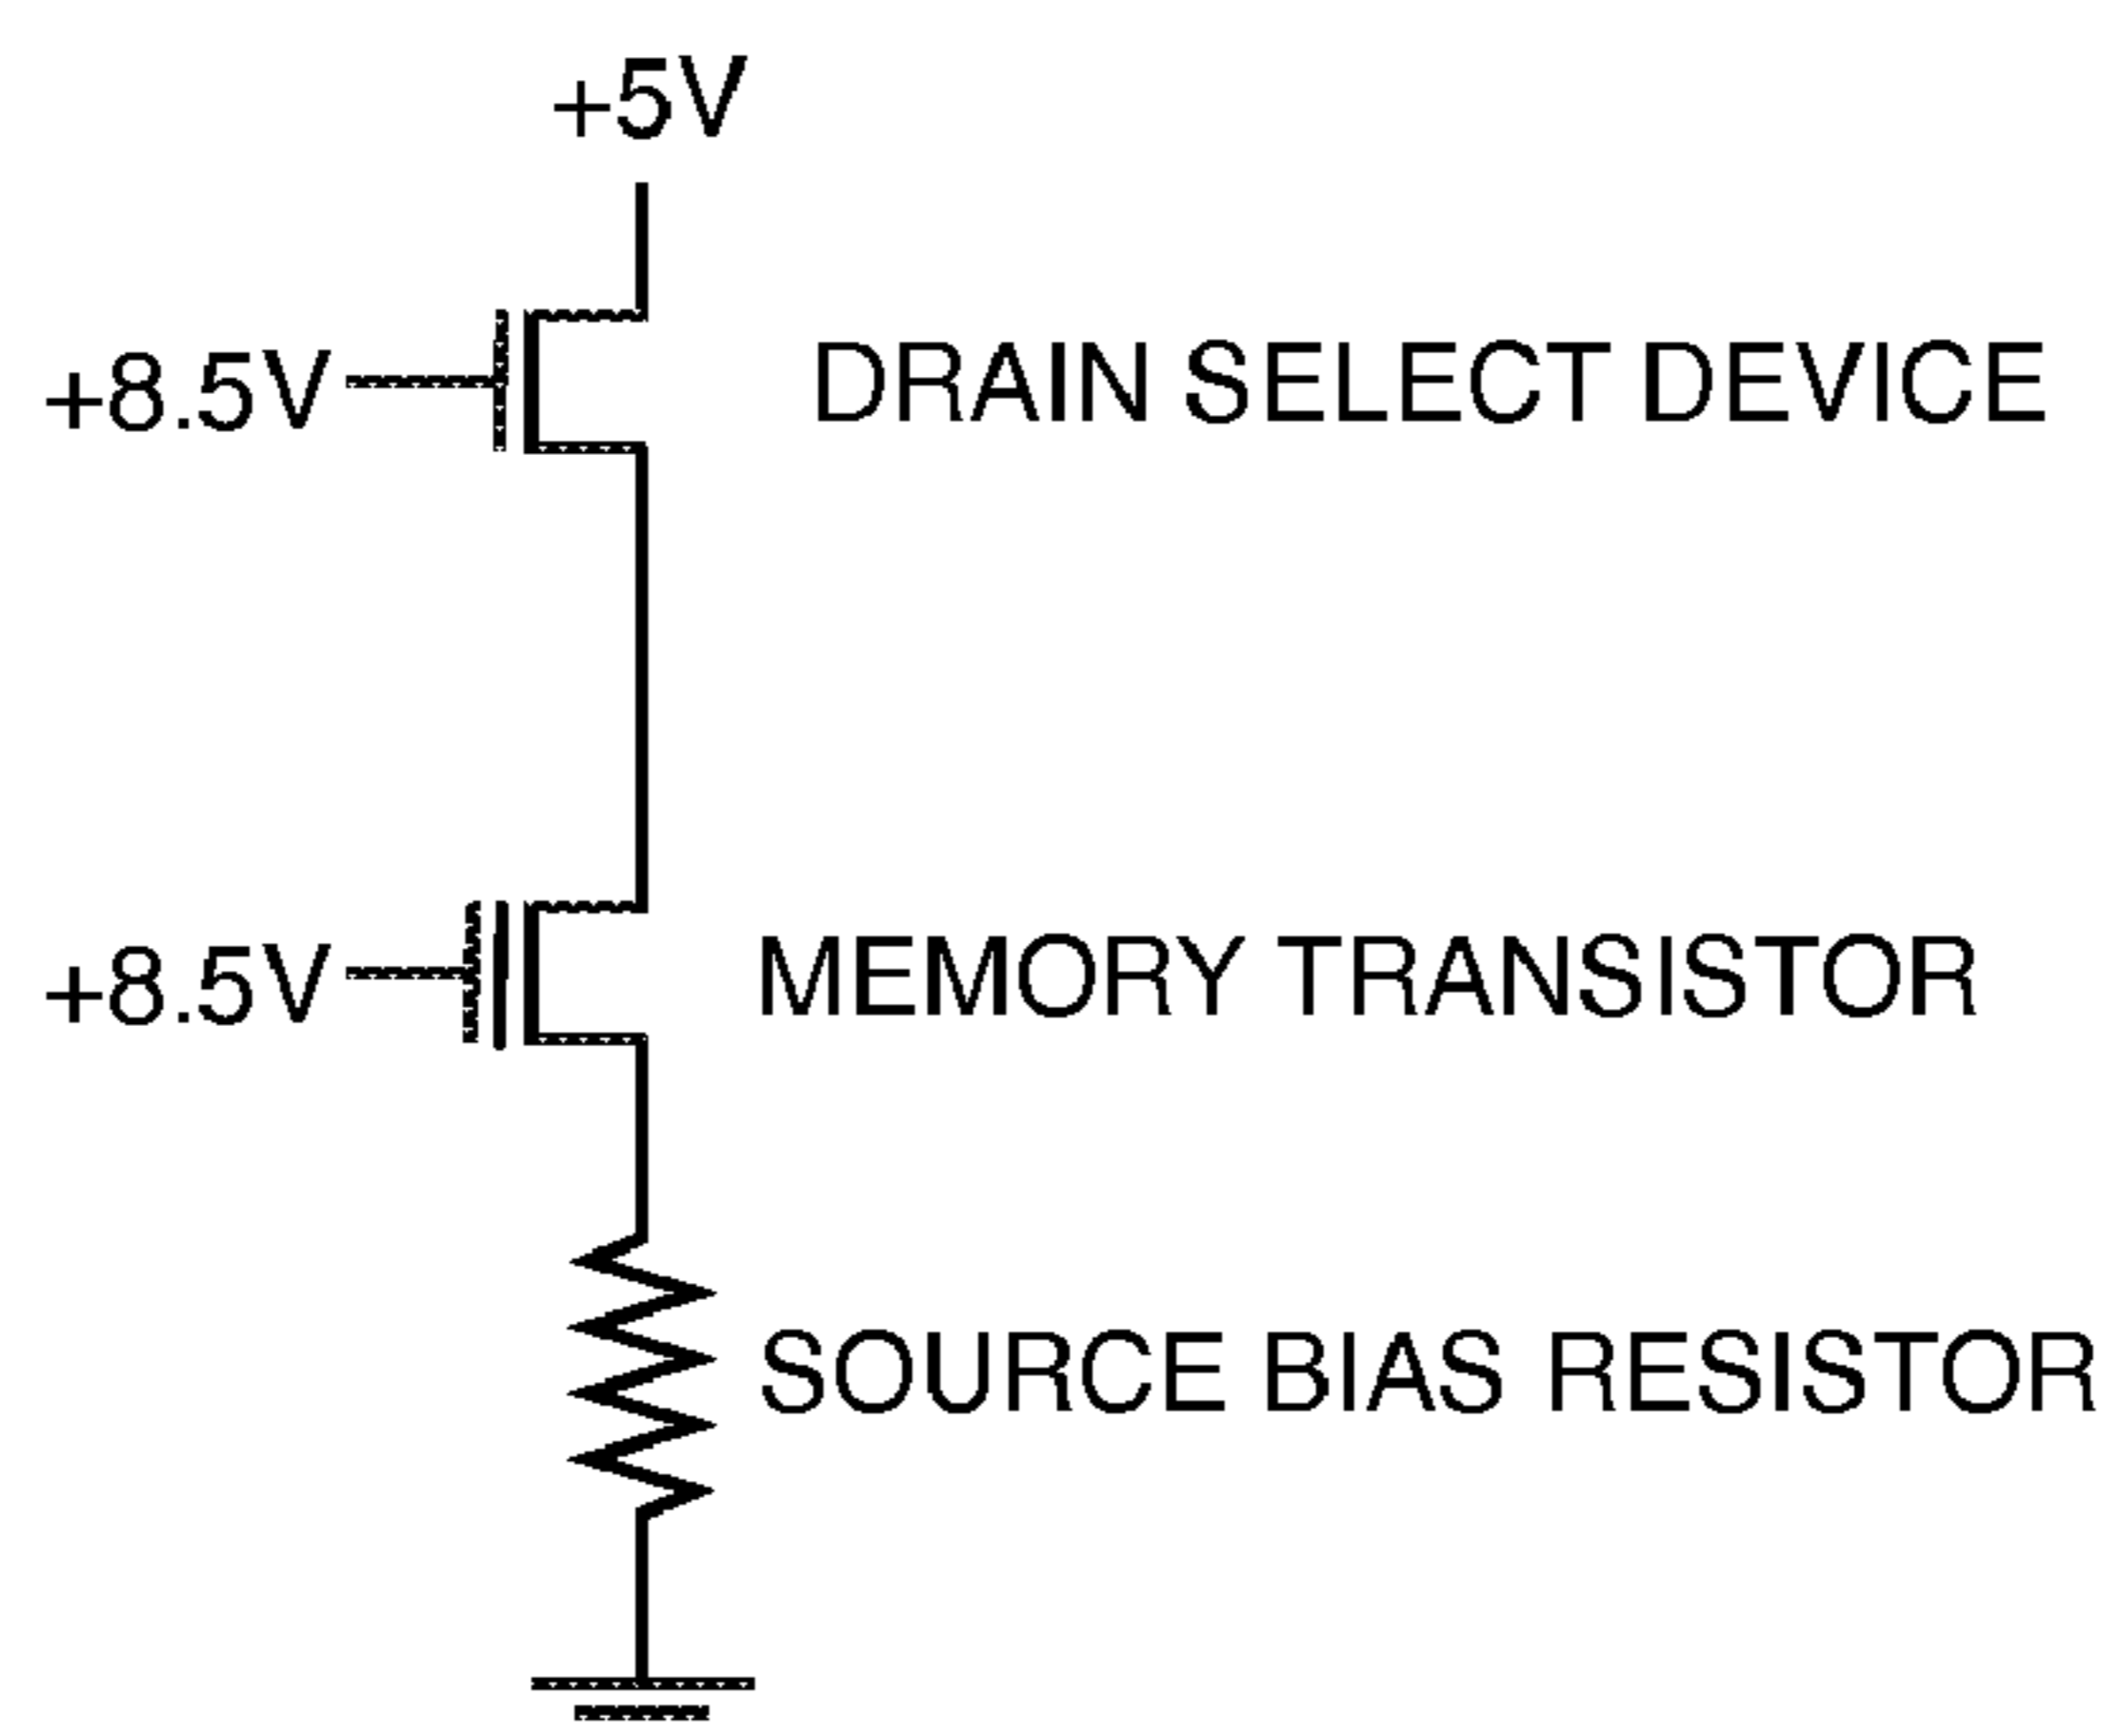 +5V
+8.5V
DRAIN SELECT DEVICE
+8.5V
MEMORY TRANSISTOR
SOURCE BIAS RESISTOR